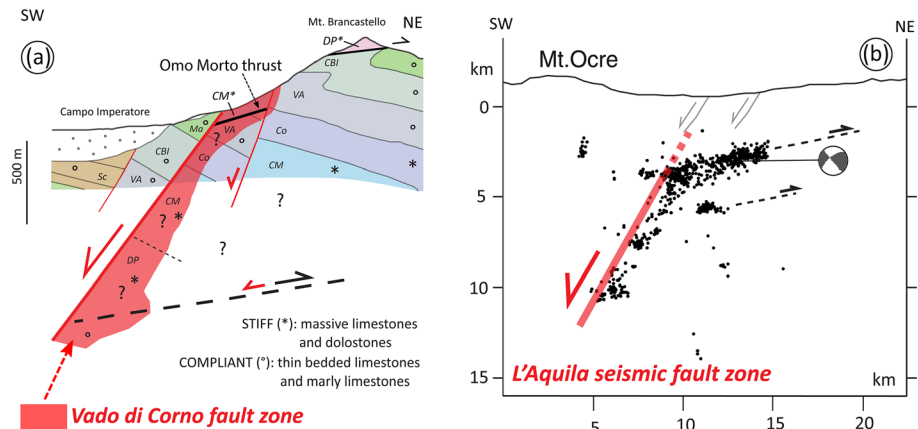 SW
(a)
Mt. Brancastello
NE
DP*
CBI
Omo Morto thrust
CM*
VA
Campo Imperatore
Ma
?
VA
Co
CBI
Co
Sc
VA
CM
500 m
CM
?
*
?
*
*
?
DP
?
*
?
STIFF (*): massive limestones
and dolostones
COMPLIANT (°): thin bedded limestones
and marly limestones
Vado di Corno fault zone
SW
NE
Mt.Ocre
(b)
km
0
5
10
15
L'Aquila seismic fault zone
km
5
10
15
20